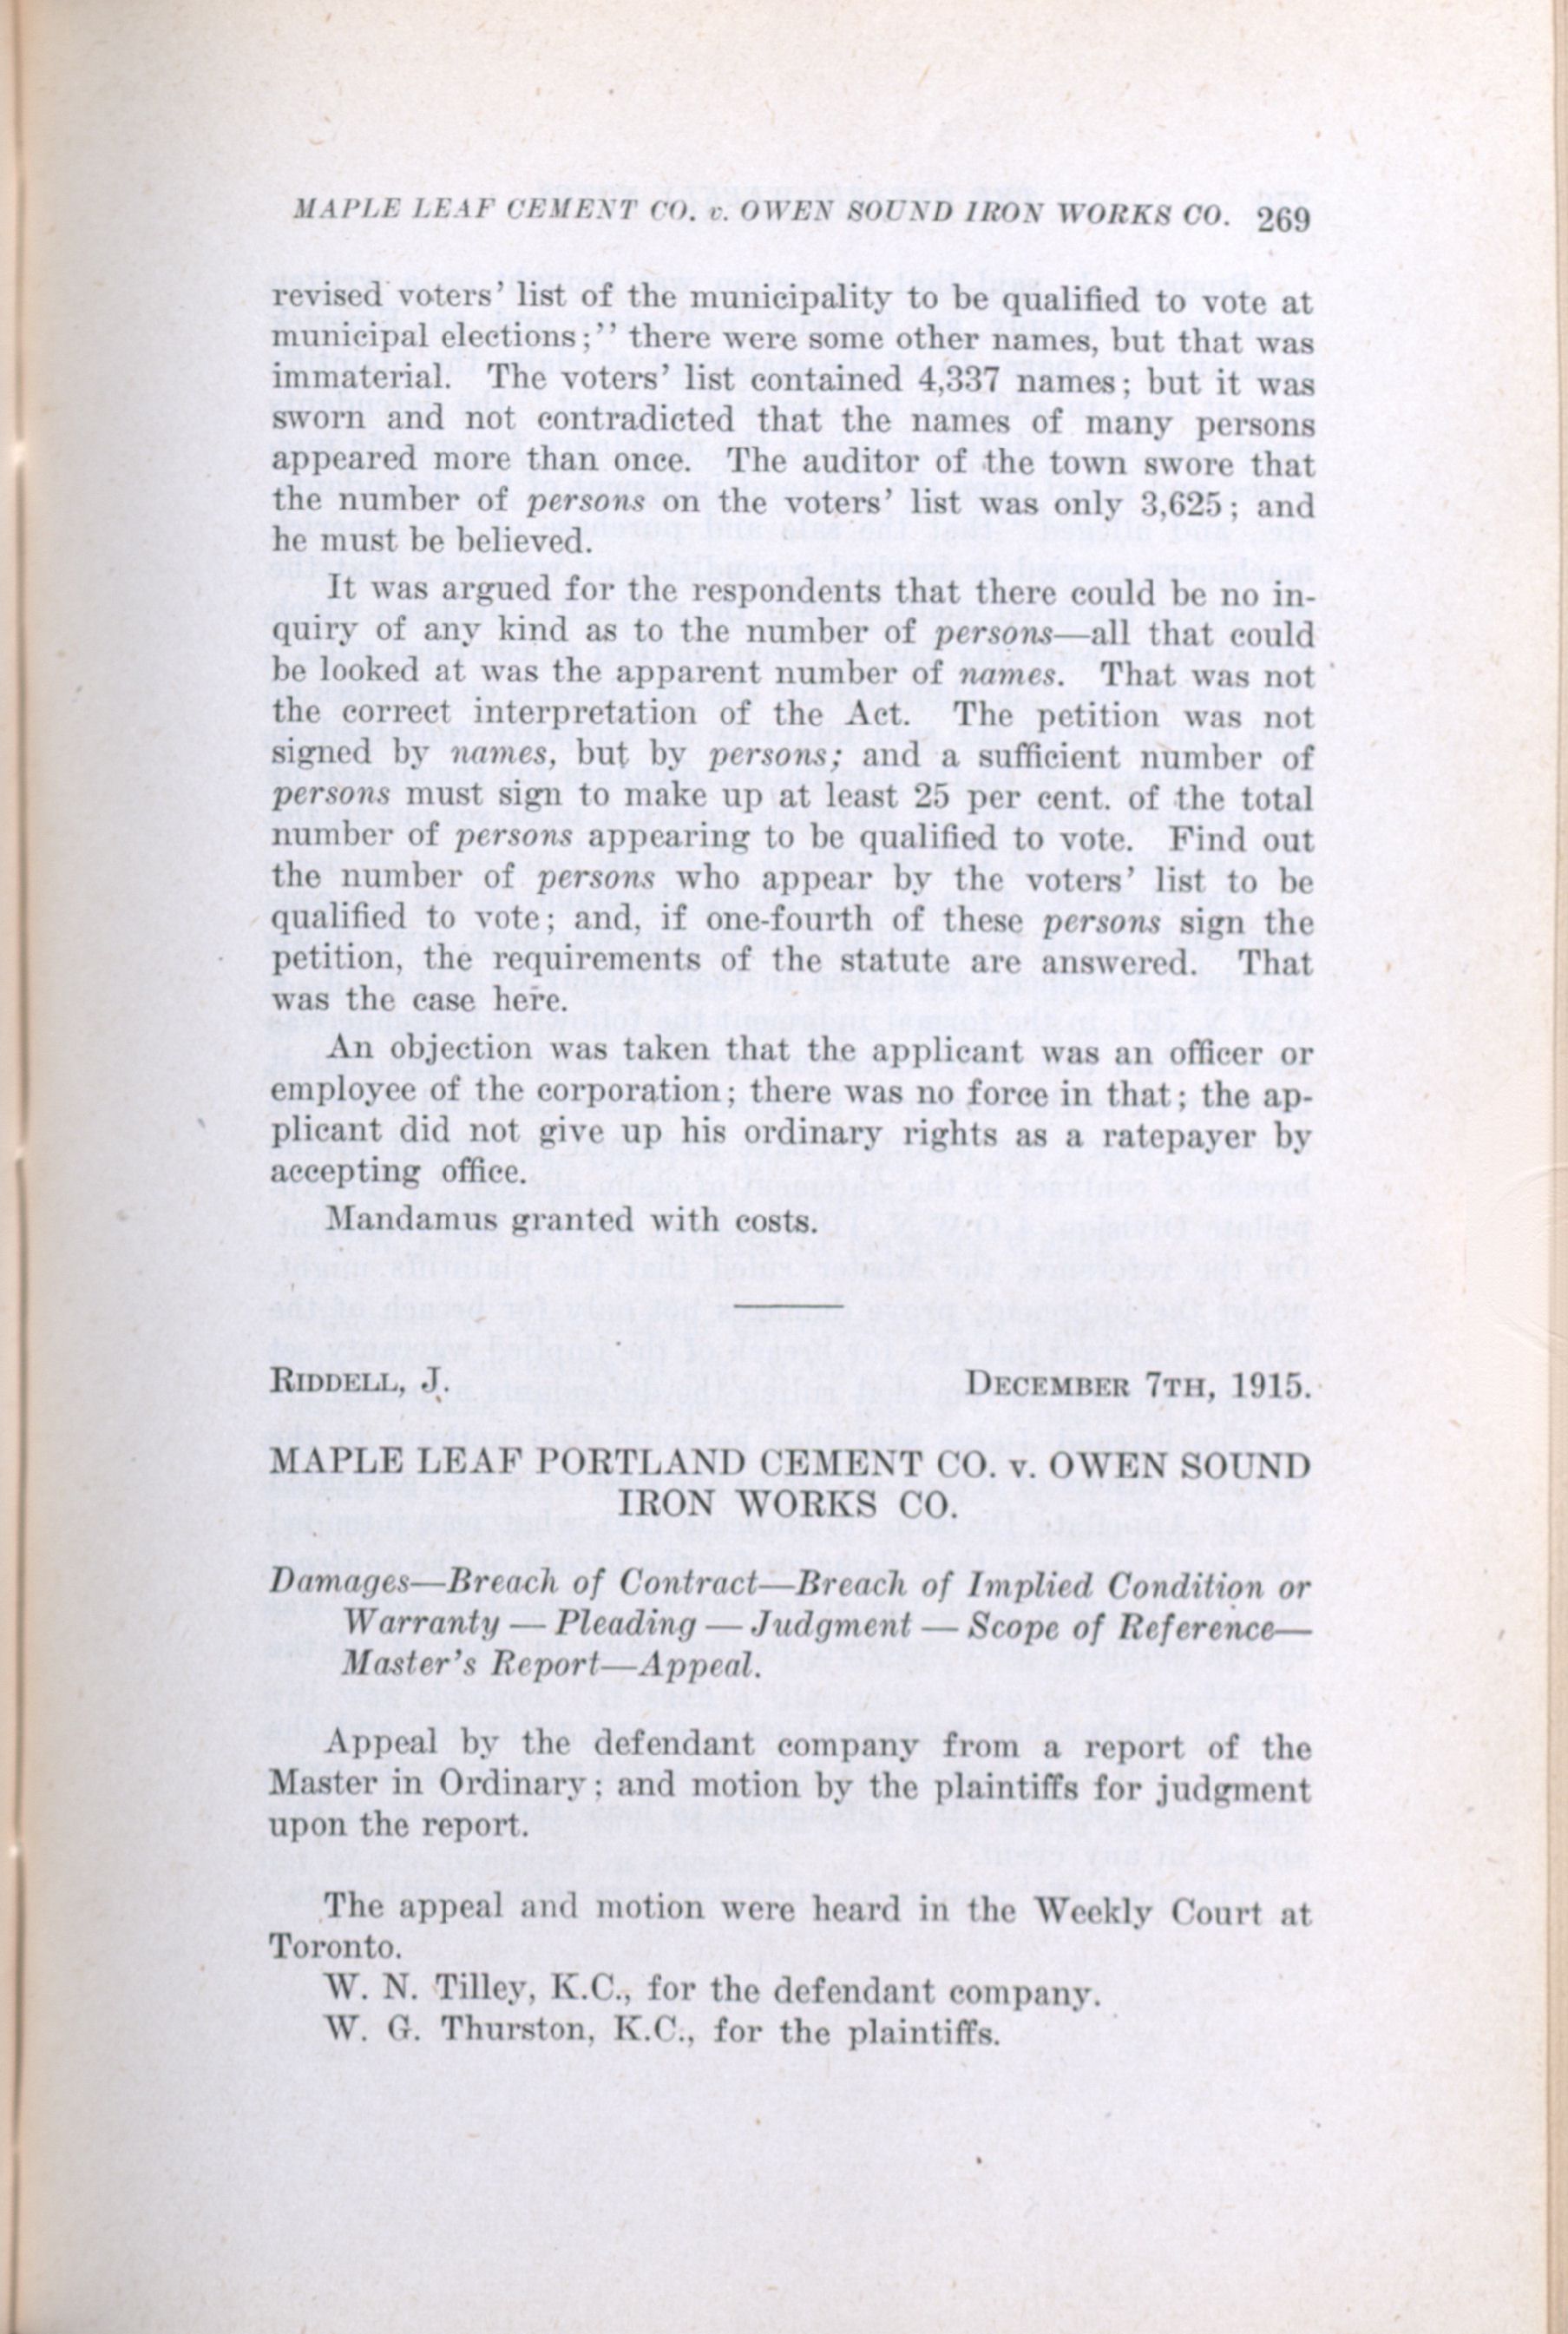 MAPLE LEAF CEMENT CO. v. OWEN SOUND IRON WORKS CO. 269
revised voters' list of the municipality to be qualified to vote at
municipal elections;'' there were some other names, but that was
immaterial. The voters' list contained 4,337 names; but it was
sworn and not contradicted that the names of many persons
appeared more than once. The auditor of the town swore that
the number of persons on the voters' list was only 3,625; and
he must be believed.
It was argued for the respondents that there could be no in-
quiry of any kind as to the number of persons—all that could
be looked at was the apparent number of names. That was not
the correct interpretation of the Act. The petition was not
signed by names, but by persons; and a sufficient number of
persons must sign to make up at least 25 per cent. of the total
number of persons appearing to be qualified to vote. Find out
the number of persons who appear by the voters' list to be
qualified to vote; and, if one-fourth of these persons sign the
petition, the requirements of the statute are answered. That
was the case here.
An objection was taken that the applicant was an officer or
employee of the corporation; there was no force in that; the ap-
plicant did not give up his ordinary rights as a ratepayer by
accepting office.
Mandamus granted with costs.
RIDDELL, J. DECEMBER 7TH, 1915.
MAPLE LEAF PORTLAND CEMENT CO. v. OWEN SOUND
IRON WORKS CO.
Damages—Breach of Contract—Breach of Implied Condition or
Warranty — Pleading — Judgment — Scope of Reference—
Master's Report—Appeal.
Appeal by the defendant company from a report of the
Master in Ordinary; and motion by the plaintiffs for judgment
upon the report.
The appeal and motion were heard in the Weekly Court at
Toronto.
W. N. Tilley, K.C., for the defendant company.
W. G. Thurston, K.C., for the plaintiffs.